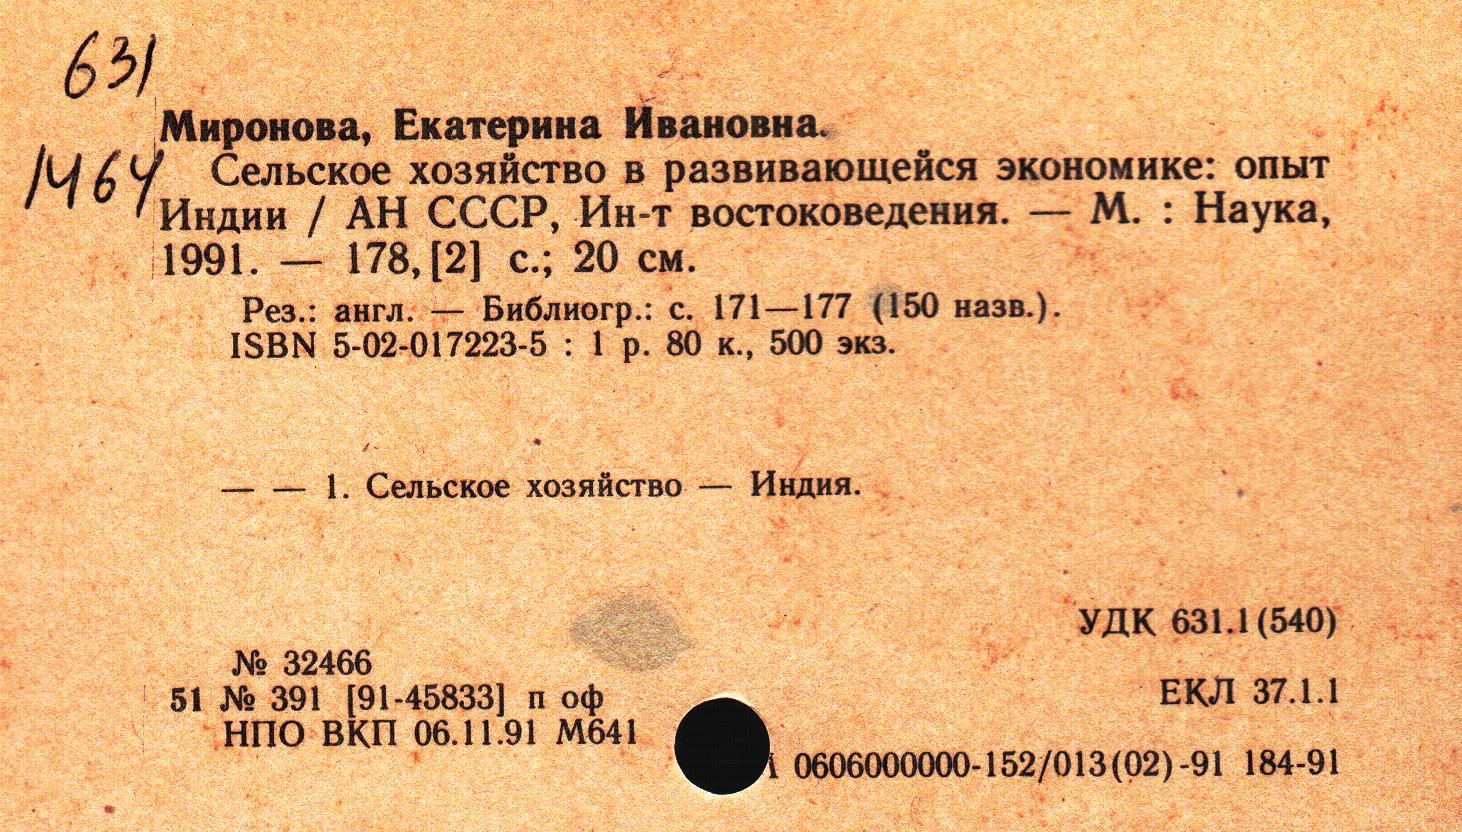 631
Миронова, Екатерина Ивановна.
1464
Сельское хозяйство в развивающейся экономике: опыт
Индии / АН СССР, Ин-т востоковедения. — М. : Наука,
1991. — 178, [2] с.; 20 см.
Рез.: англ. — Библиогр.: с. 171—177 (150 назв.).
ISBN 5-02-017223-5 : 1 р. 80 к., 500 экз.
— — 1. Сельское хозяйство — Индия.
УДК 631.1(540)
№ 32466
51 № 391 [91-45833] п оф
ЕКЛ 37.1.1
НПО ВКП 06.11.91 М641
0606000000-152/013(02)-91 184-91